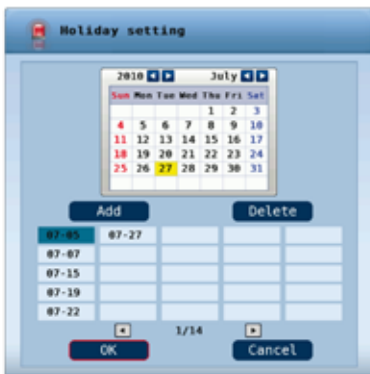 Holiday setting
2010 July
Sun Mon Tue Wed Thu Fri Sat
1 2 3
4 5 6 7 8 9 10
11 12 13 14 15 16 17
18 19 20 21 22 23 24
25 26 27 28 29 30 31
Add Delete
07-05 07-27
07-07
07-15
07-19
07-22
1/14
OK Cancel